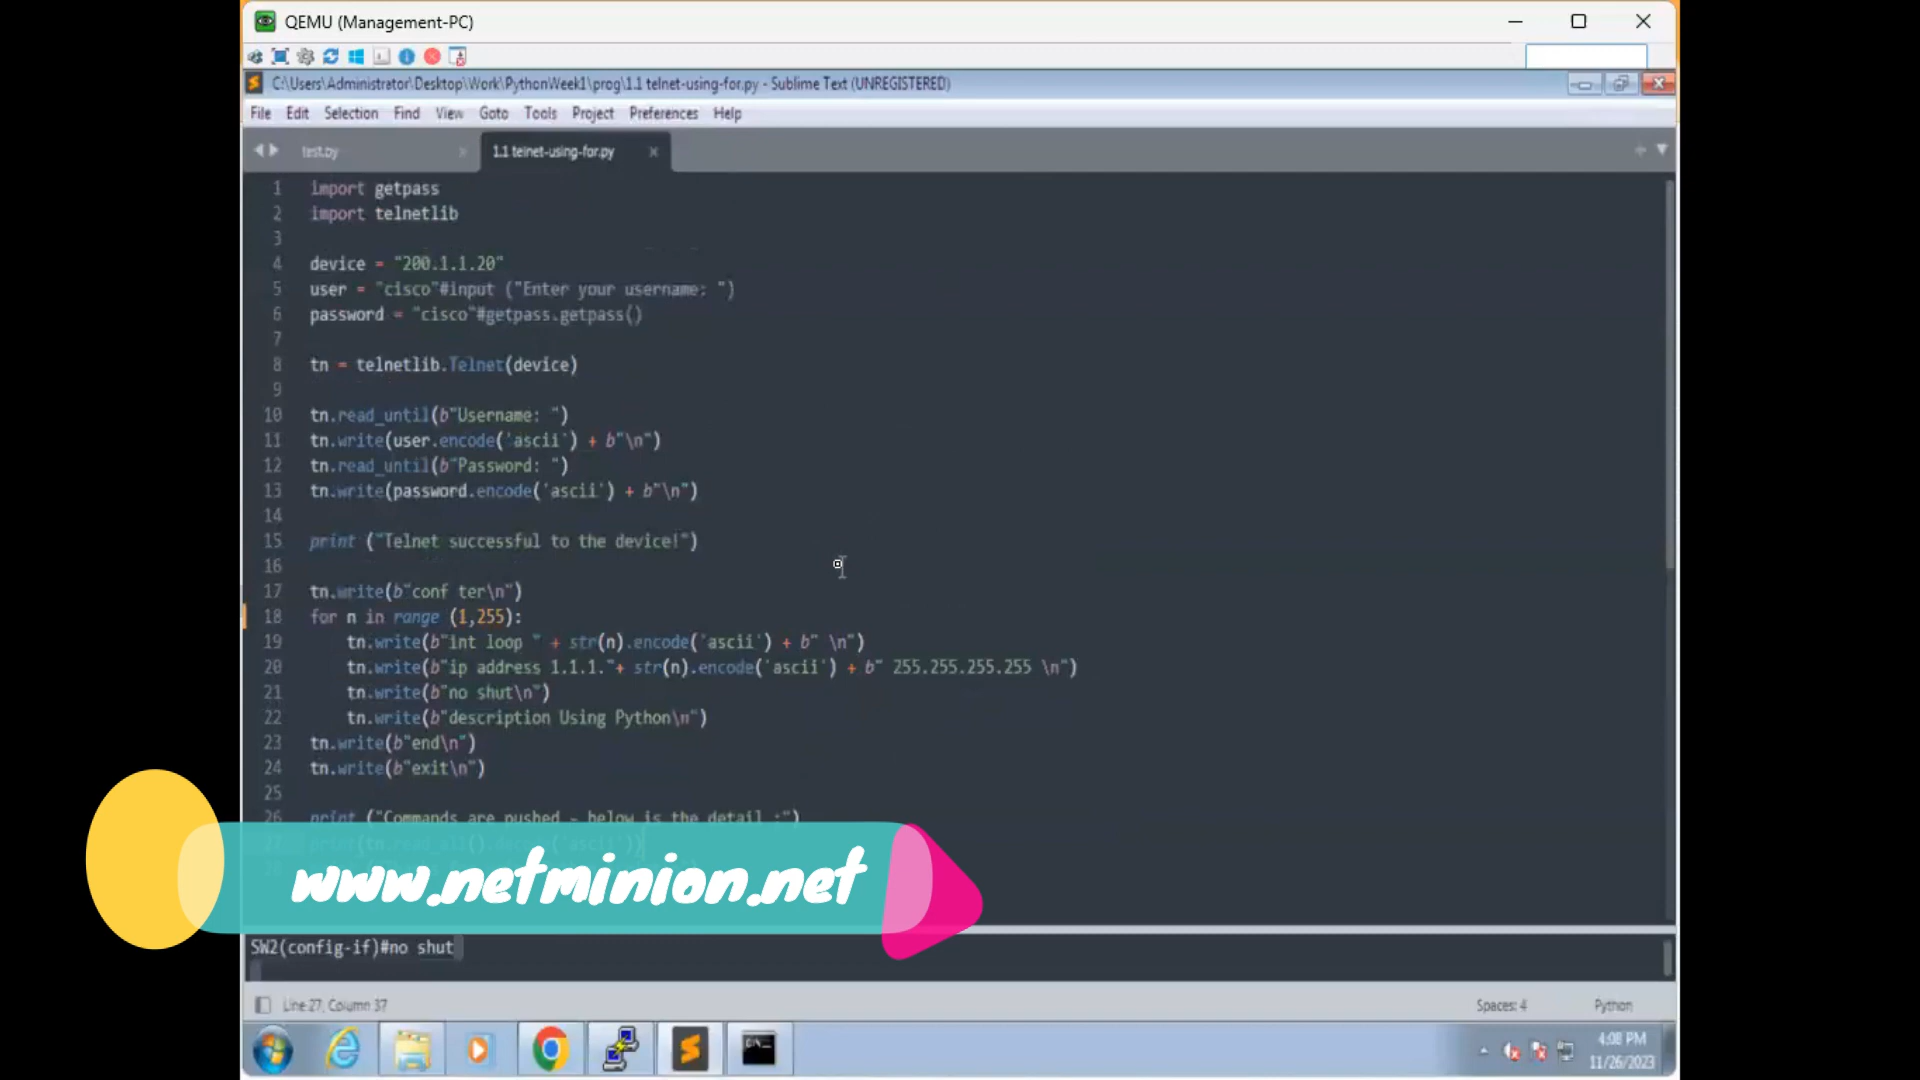 QEMU (Management-PC)
C:\Users\Administrator\Desktop\Work\PythonWeek1\prog\1.1 telnet-using-for.py - Sublime Text (UNREGISTERED)
File Edit Selection Find View Goto Tools Project Preferences Help
test.py 1.1 telnet-using-for.py
1 import getpass
2 import telnetlib
3
4 device = "200.1.1.20"
5 user = "cisco"#input ("Enter your username: ")
6 password = "cisco"#getpass.getpass()
7
8 tn = telnetlib.Telnet(device)
9
10 tn.read_until(b"Username: ")
11 tn.write(user.encode('ascii') + b"\n")
12 tn.read_until(b"Password: ")
13 tn.write(password.encode('ascii') + b"\n")
14
15 print ("Telnet successful to the device!")
16
17 tn.write(b"conf ter\n")
18 for n in range (1,255):
19 tn.write(b"int loop " + str(n).encode('ascii') + b" \n")
20 tn.write(b"ip address 1.1.1."+ str(n).encode('ascii') + b" 255.255.255.255 \n")
21 tn.write(b"no shut\n")
22 tn.write(b"description Using Python\n")
23 tn.write(b"end\n")
24 tn.write(b"exit\n")
25
26 print ("Commands are pushed - below is the detail :")
www.netminion.net
SW2(config-if)#no shut
Line 27, Column 37 Spaces: 4 Python
4:08 PM
11/26/2023